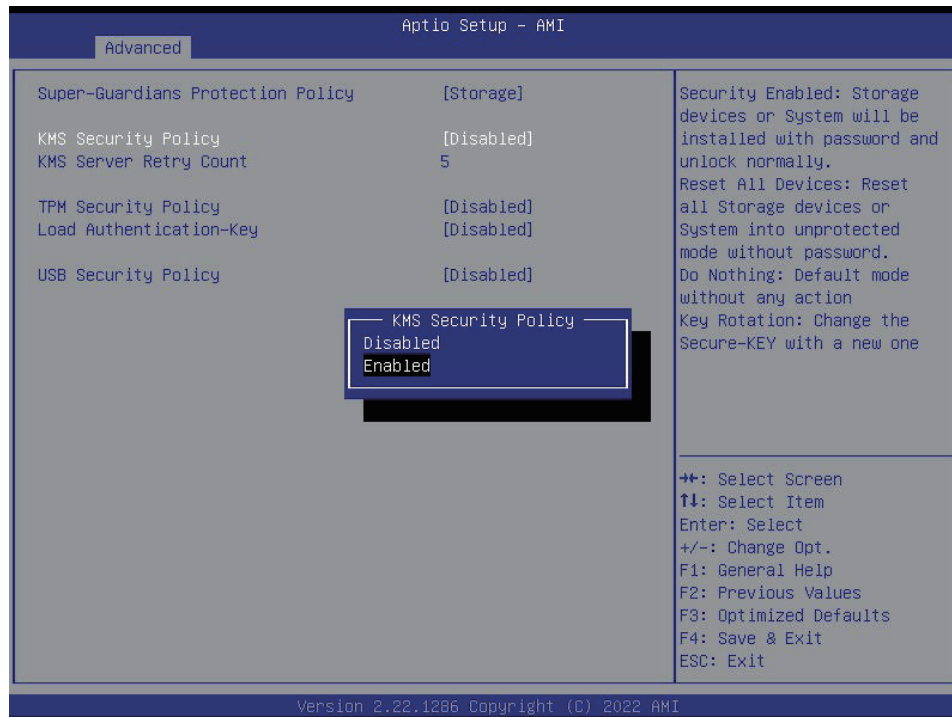 Aptio Setup – AMI
Advanced
Super-Guardians Protection Policy [Storage]
KMS Security Policy [Disabled]
KMS Server Retry Count 5
TPM Security Policy [Disabled]
Load Authentication-Key [Disabled]
USB Security Policy [Disabled]
KMS Security Policy
Disabled
Enabled
Security Enabled: Storage
devices or System will be
installed with password and
unlock normally.
Reset All Devices: Reset
all Storage devices or
System into unprotected
mode without password.
Do Nothing: Default mode
without any action
Key Rotation: Change the
Secure-KEY with a new one
→←: Select Screen
↑↓: Select Item
Enter: Select
+/-: Change Opt.
F1: General Help
F2: Previous Values
F3: Optimized Defaults
F4: Save & Exit
ESC: Exit
Version 2.22.1286 Copyright (C) 2022 AMI